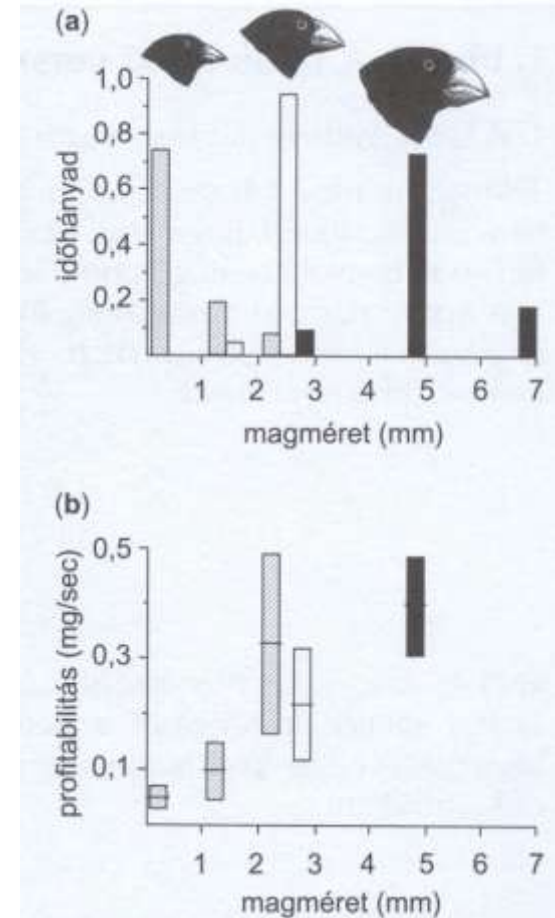 (a)
1,0
0,8
0,6
0,4
0,2
időhányad
1 2 3 4 5 6 7
magméret (mm)
(b)
0,5
0,3
0,1
profitabilitás (mg/sec)
1 2 3 4 5 6 7
magméret (mm)